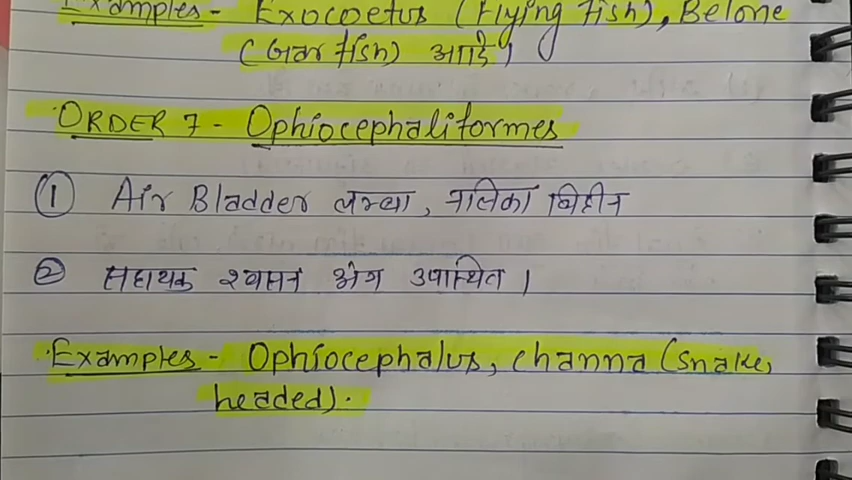 Examples - Exocoetus (Flying fish), Belone
(Gar fish) आदि।
ORDER 7 - Ophiocephaliformes
① Air Bladder लम्बा, नलिका विहीन
② सहायक श्वसन अंग उपस्थित।
Examples - Ophiocephalus, Channa (snake,
headed).